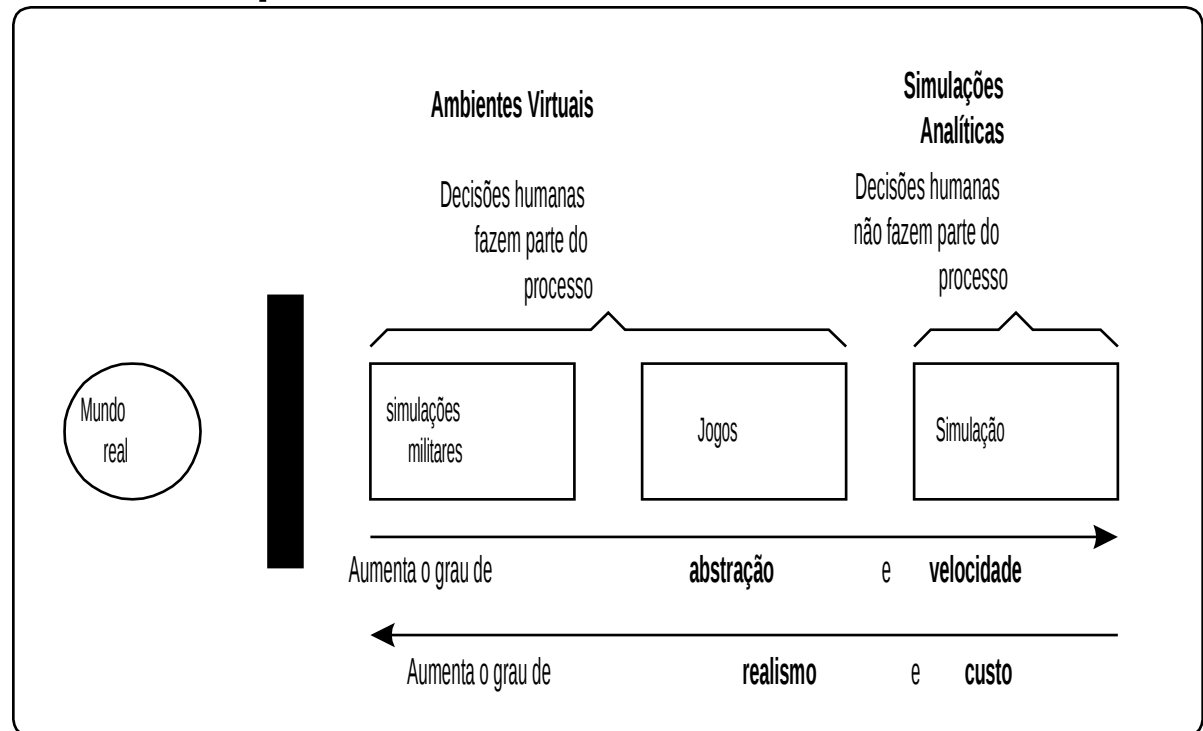 Ambientes Virtuais
Decisões humanas
fazem parte do
processo
Simulações
Analíticas
Decisões humanas
não fazem parte do
processo
Mundo
real
simulações
militares
Jogos
Simulação
Aumenta o grau de abstração e velocidade
Aumenta o grau de realismo e custo